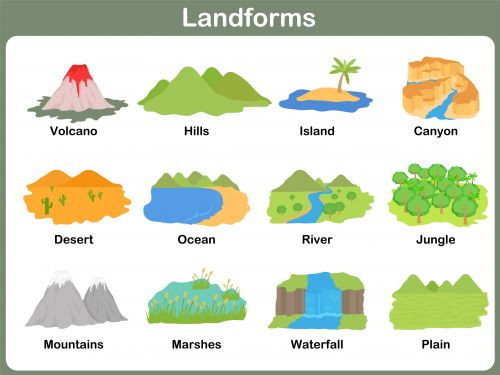 Landforms
Volcano
Hills
Island
Canyon
Desert
Ocean
River
Jungle
Mountains
Marshes
Waterfall
Plain